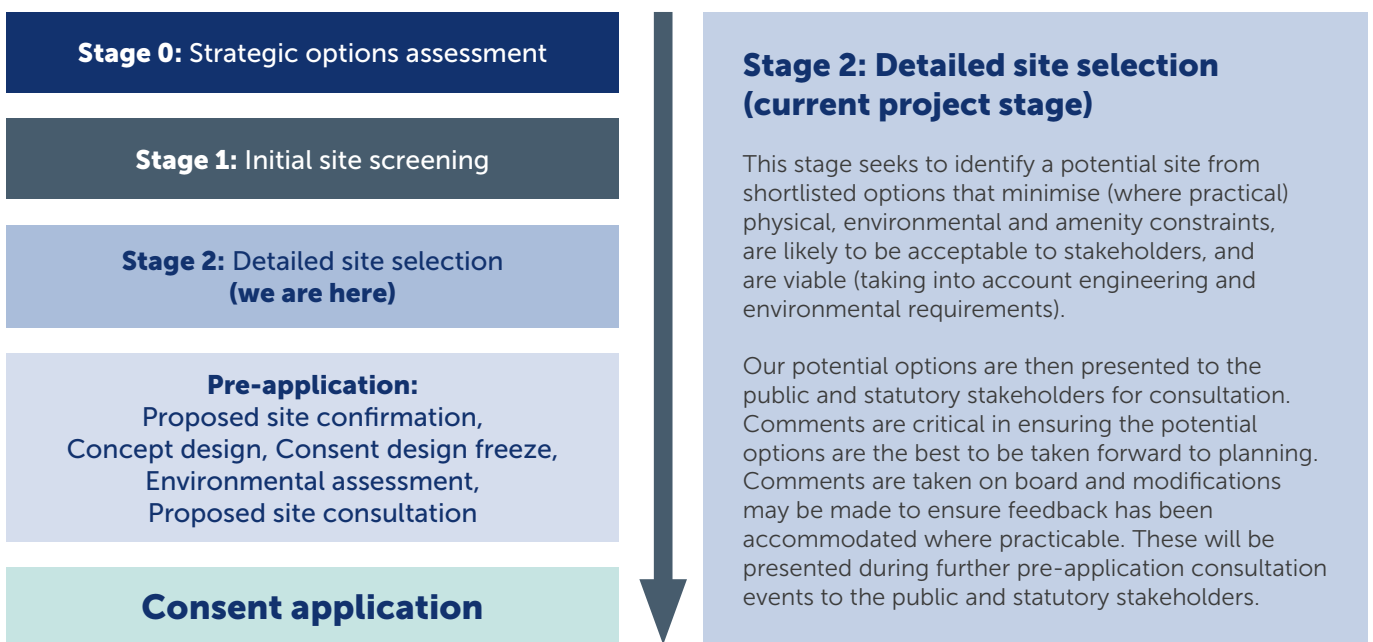 Stage 0: Strategic options assessment
Stage 1: Initial site screening
Stage 2: Detailed site selection
(we are here)
Pre-application:
Proposed site confirmation,
Concept design, Consent design freeze,
Environmental assessment,
Proposed site consultation
Consent application
Stage 2: Detailed site selection
(current project stage)
This stage seeks to identify a potential site from
shortlisted options that minimise (where practical)
physical, environmental and amenity constraints,
are likely to be acceptable to stakeholders, and
are viable (taking into account engineering and
environmental requirements).
Our potential options are then presented to the
public and statutory stakeholders for consultation.
Comments are critical in ensuring the potential
options are the best to be taken forward to planning.
Comments are taken on board and modifications
may be made to ensure feedback has been
accommodated where practicable. These will be
presented during further pre-application consultation
events to the public and statutory stakeholders.